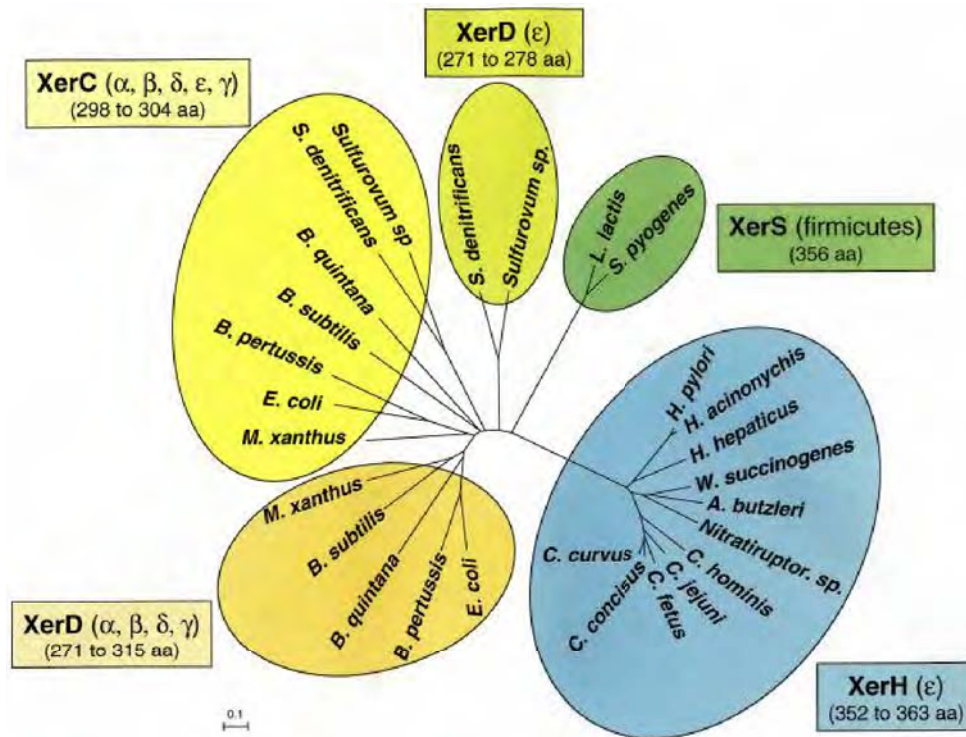 XerD (ε)
(271 to 278 aa)
XerC (α, β, δ, ε, γ)
(298 to 304 aa)
S. denitrificans
Sulfurovum sp
B. quintana
B. subtilis
B. pertussis
E. coli
M. xanthus
S. denitrificans
Sulfurovum sp.
L. lactis
S. pyogenes
XerS (firmicutes)
(356 aa)
H. pylori
H. acinonychis
H. hepaticus
W. succinogenes
A. butzleri
Nitratiruptor. sp.
C. hominis
C. jejuni
C. fetus
C. concisus
C. curvus
M. xanthus
B. subtilis
B. quintana
B. pertussis
E. coli
XerD (α, β, δ, γ)
(271 to 315 aa)
XerH (ε)
(352 to 363 aa)
0.1